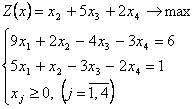 Z(x) = x₂ + 5x₃ + 2x₄ → max
9x₁ + 2x₂ − 4x₃ − 3x₄ = 6
5x₁ + x₂ − 3x₃ − 2x₄ = 1
xⱼ ≥ 0, (j = 1,4)